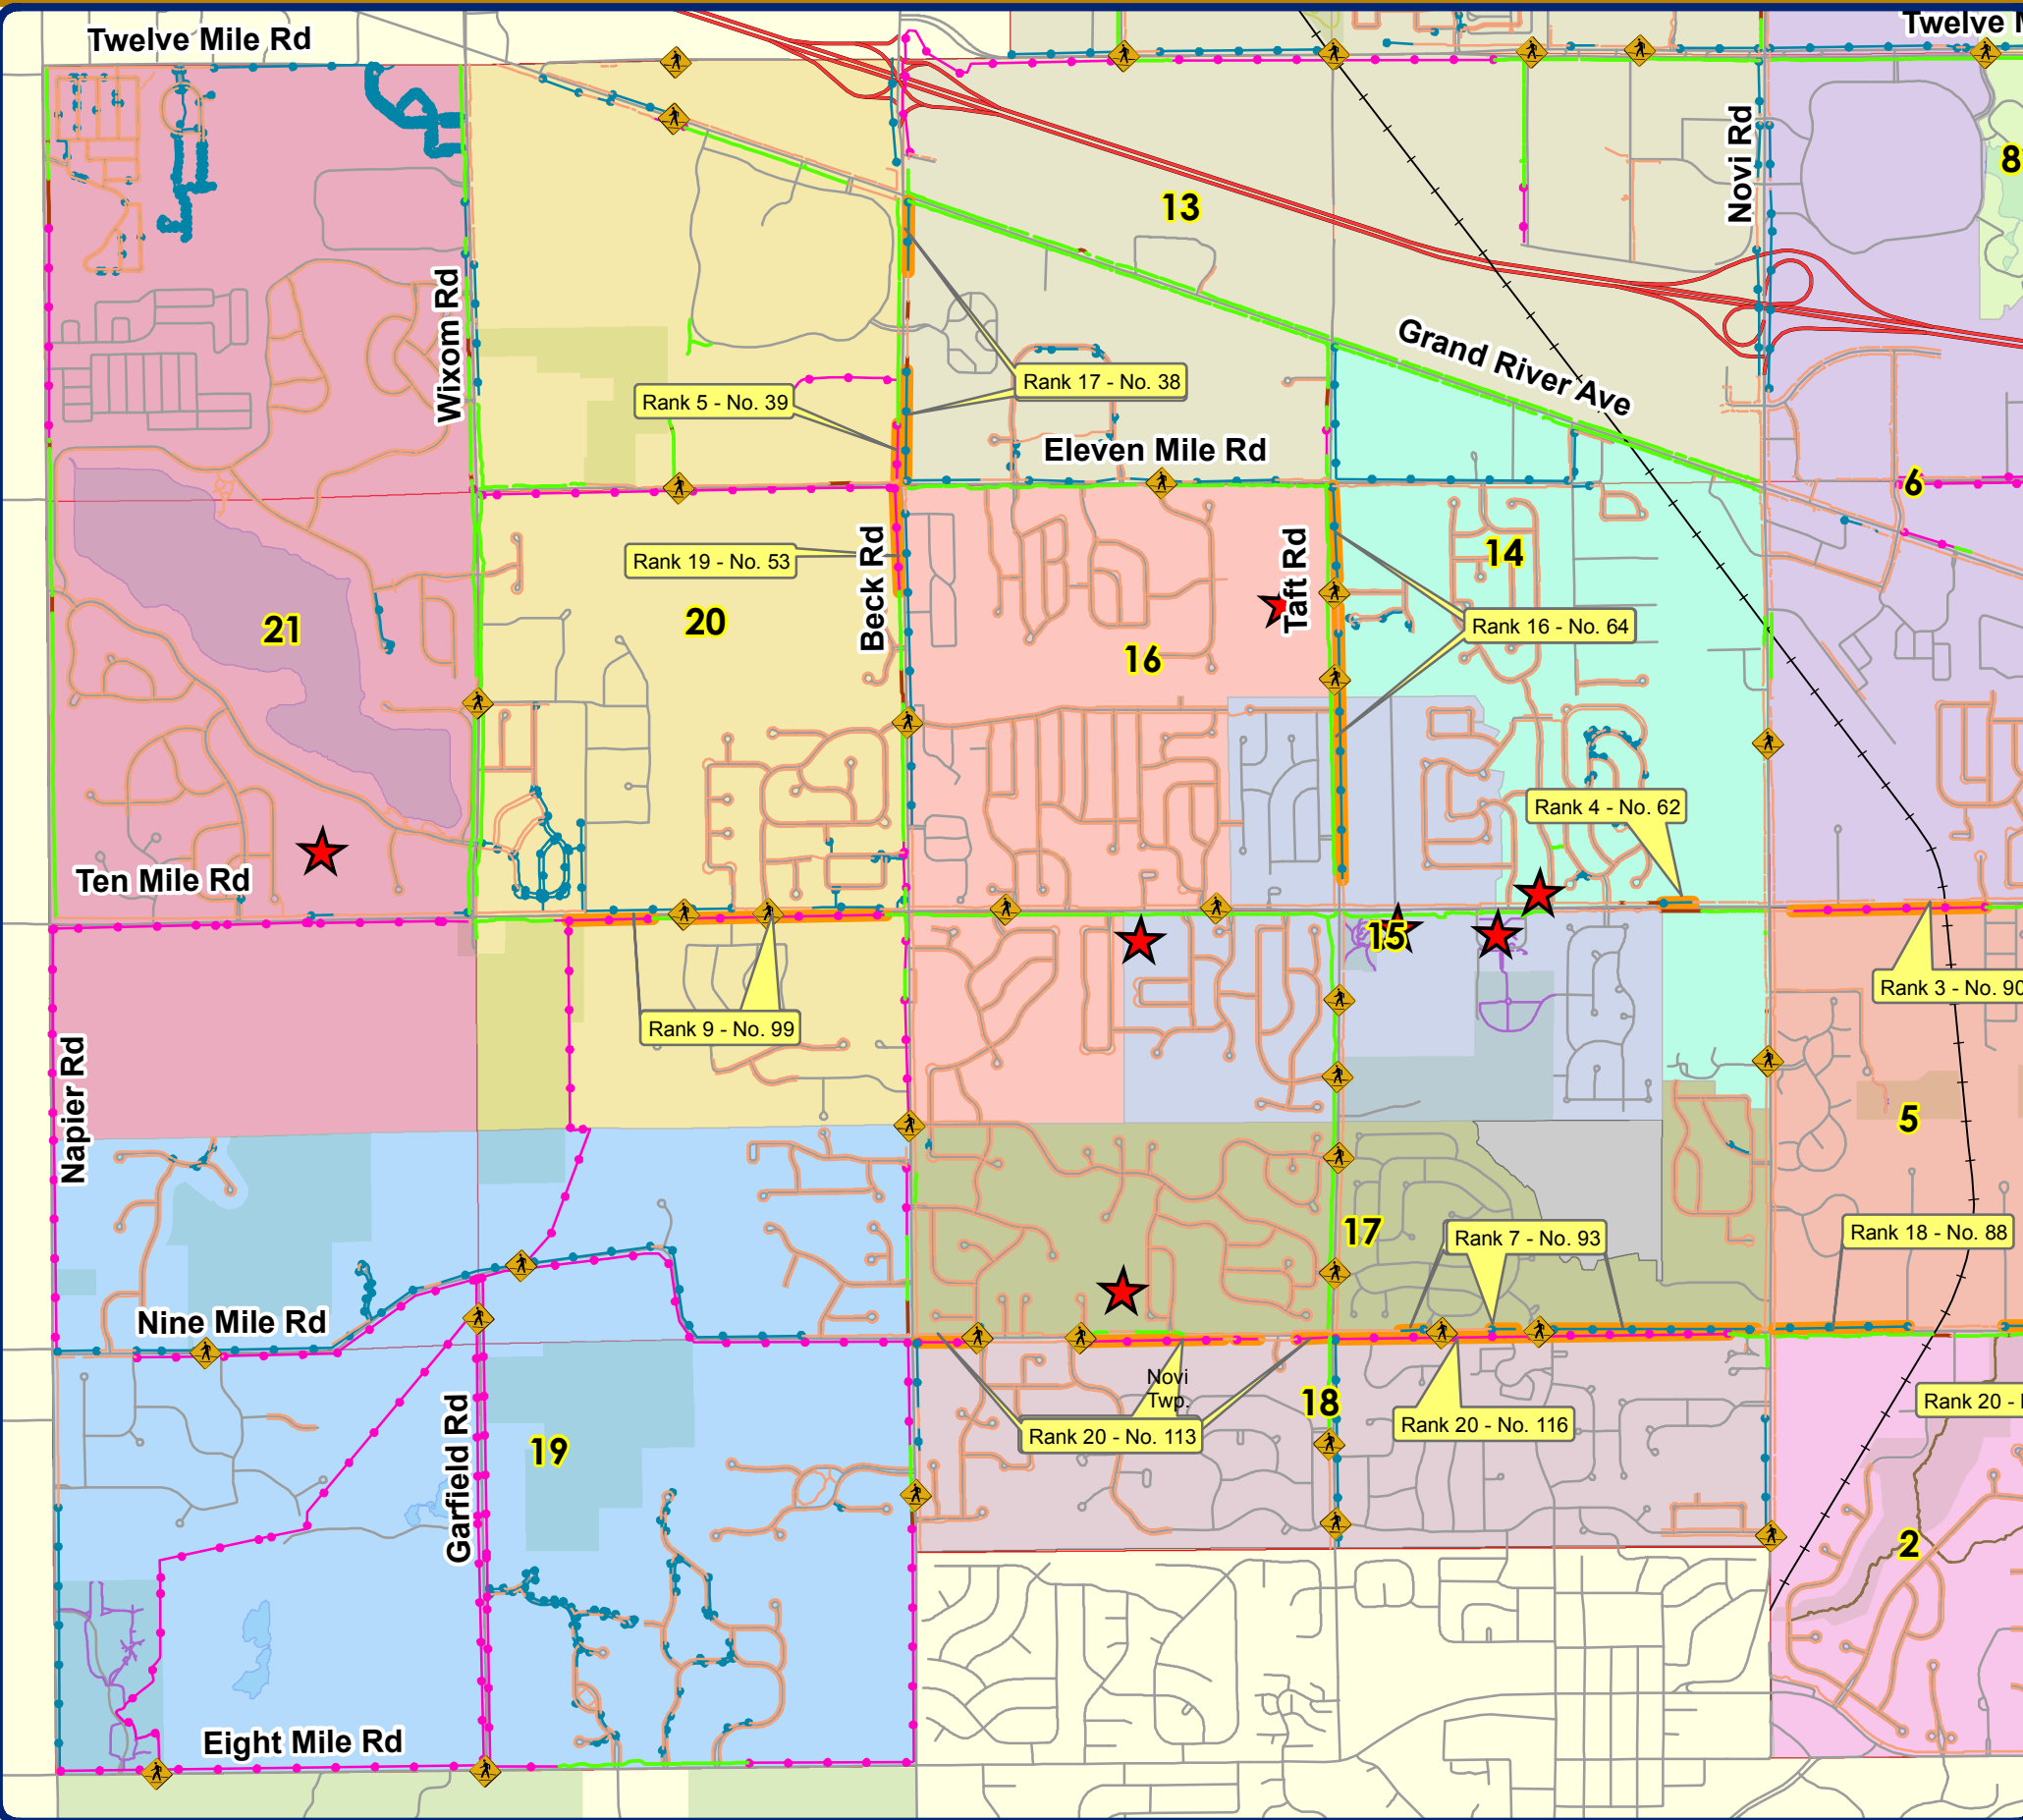 Twelve Mile Rd
Twelve M
Novi Rd
8
13
Wixom Rd
Grand River Ave
Rank 17 - No. 38
Rank 5 - No. 39
Eleven Mile Rd
6
Beck Rd
Taft Rd
14
Rank 19 - No. 53
21
20
Rank 16 - No. 64
16
Rank 4 - No. 62
Ten Mile Rd
15
Rank 3 - No. 90
Rank 9 - No. 99
Napier Rd
5
17
Rank 7 - No. 93
Rank 18 - No. 88
Nine Mile Rd
Novi
Twp.
18
Rank 20 -
Rank 20 - No. 113
Rank 20 - No. 116
Garfield Rd
19
2
Eight Mile Rd